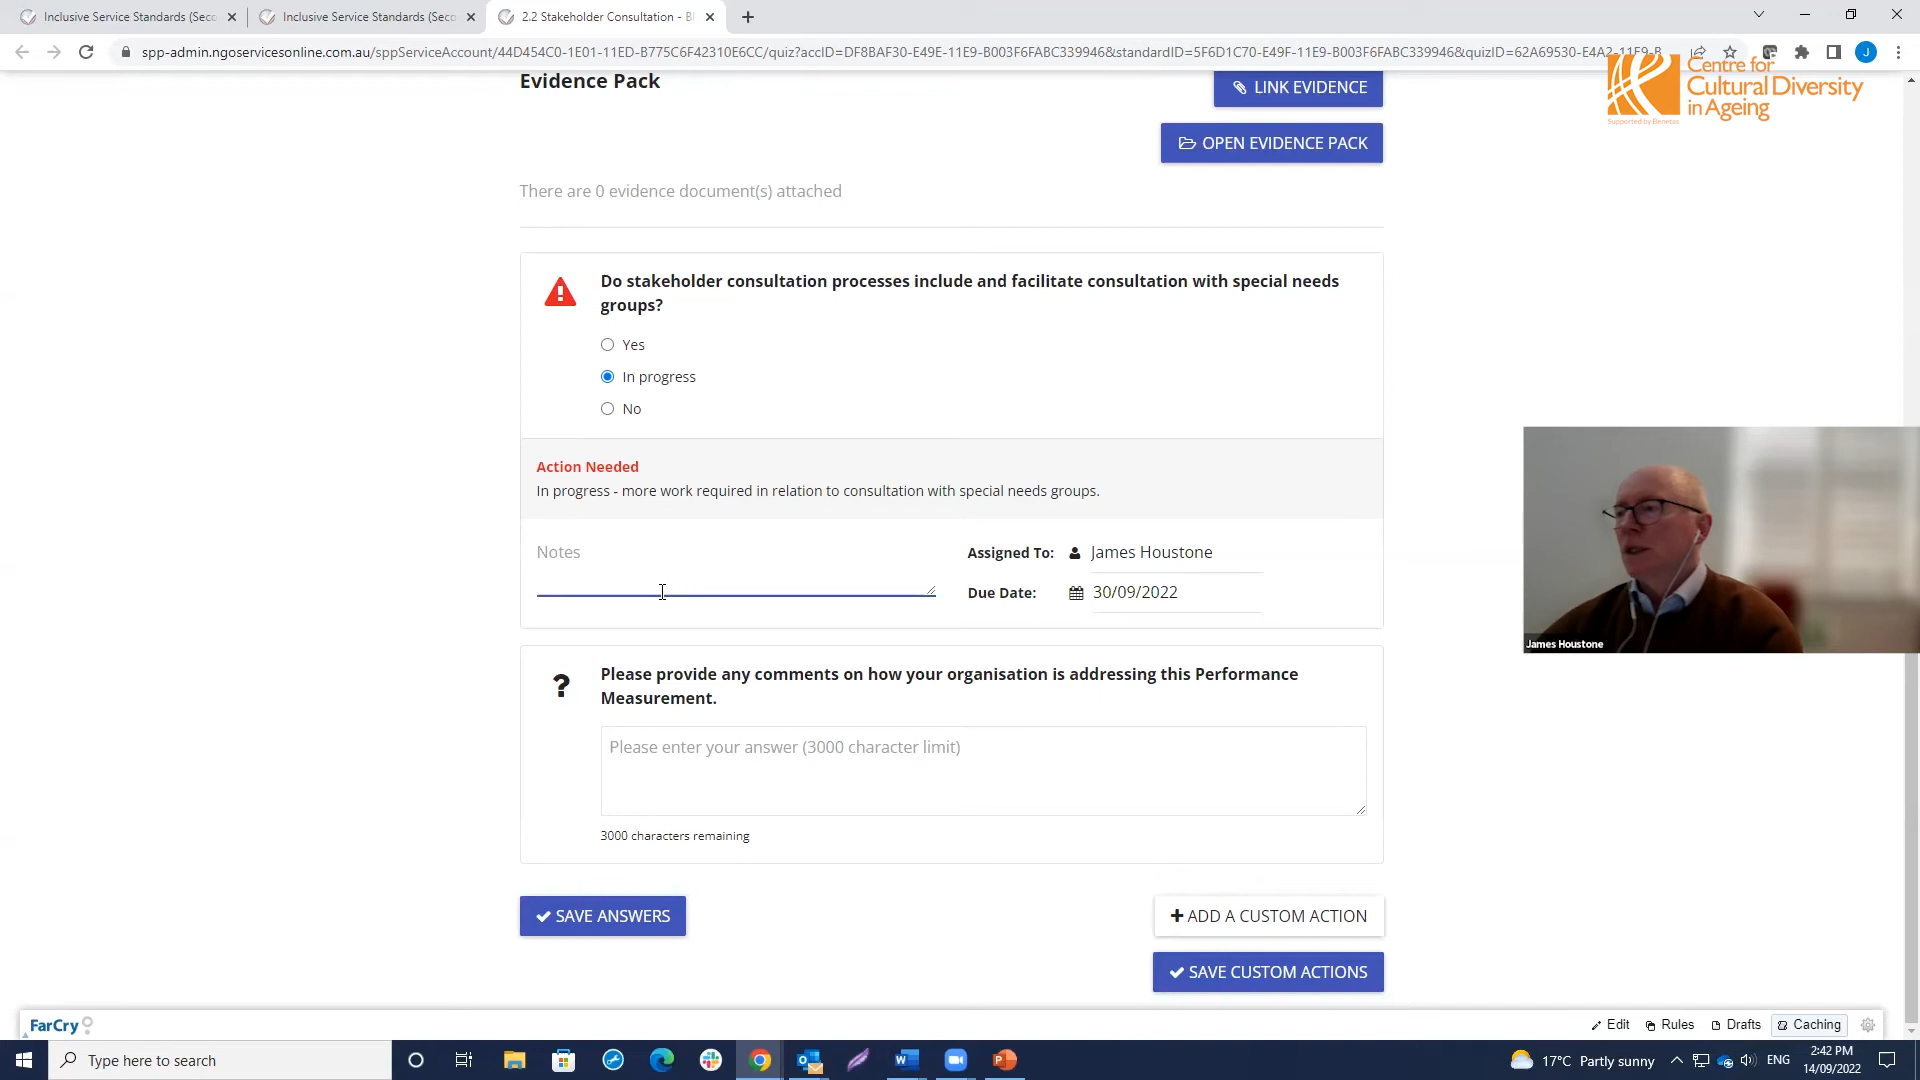 Inclusive Service Standards (Seco
Inclusive Service Standards (Seco
2.2 Stakeholder Consultation - B
spp-admin.ngoservicesonline.com.au/sppServiceAccount/44D454C0-1E01-11ED-B775C6F42310E6CC/quiz?accID=DF8BAF30-E49E-11E9-B003F6FABC339946&standardID=5F6D1C70-E49F-11E9-B003F6FABC339946&quizID=62A69530-E4A2-11E9-B
J
Centre for
Cultural Diversity
in Ageing
Supported by Benetas
Evidence Pack
LINK EVIDENCE
OPEN EVIDENCE PACK
There are 0 evidence document(s) attached
Do stakeholder consultation processes include and facilitate consultation with special needs
groups?
Yes
In progress
No
Action Needed
In progress - more work required in relation to consultation with special needs groups.
Notes
Assigned To: James Houstone
Due Date: 30/09/2022
James Houstone
? Please provide any comments on how your organisation is addressing this Performance
Measurement.
Please enter your answer (3000 character limit)
3000 characters remaining
SAVE ANSWERS
+ ADD A CUSTOM ACTION
SAVE CUSTOM ACTIONS
FarCry
Edit Rules Drafts Caching
Type here to search
17°C Partly sunny
ENG
2:42 PM
14/09/2022